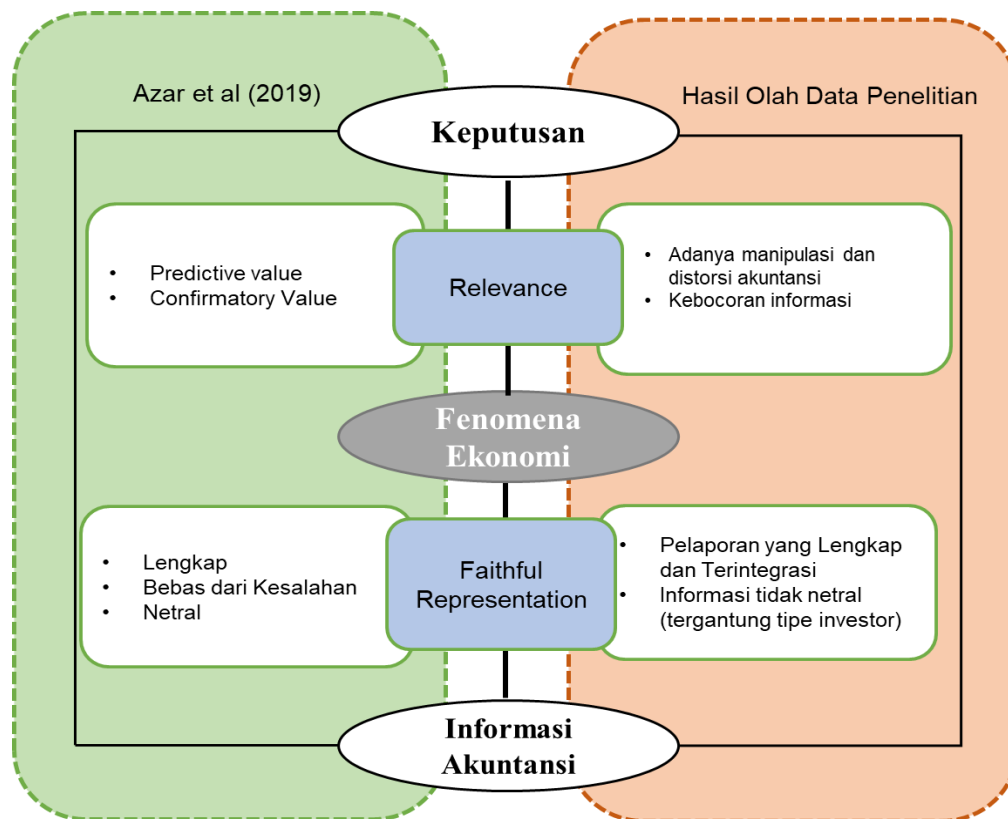 Azar et al (2019)
Hasil Olah Data Penelitian
Keputusan
• Predictive value
• Confirmatory Value
Relevance
• Adanya manipulasi dan
distorsi akuntansi
• Kebocoran informasi
Fenomena
Ekonomi
• Lengkap
• Bebas dari Kesalahan
• Netral
Faithful
Representation
• Pelaporan yang Lengkap
dan Terintegrasi
• Informasi tidak netral
(tergantung tipe investor)
Informasi
Akuntansi